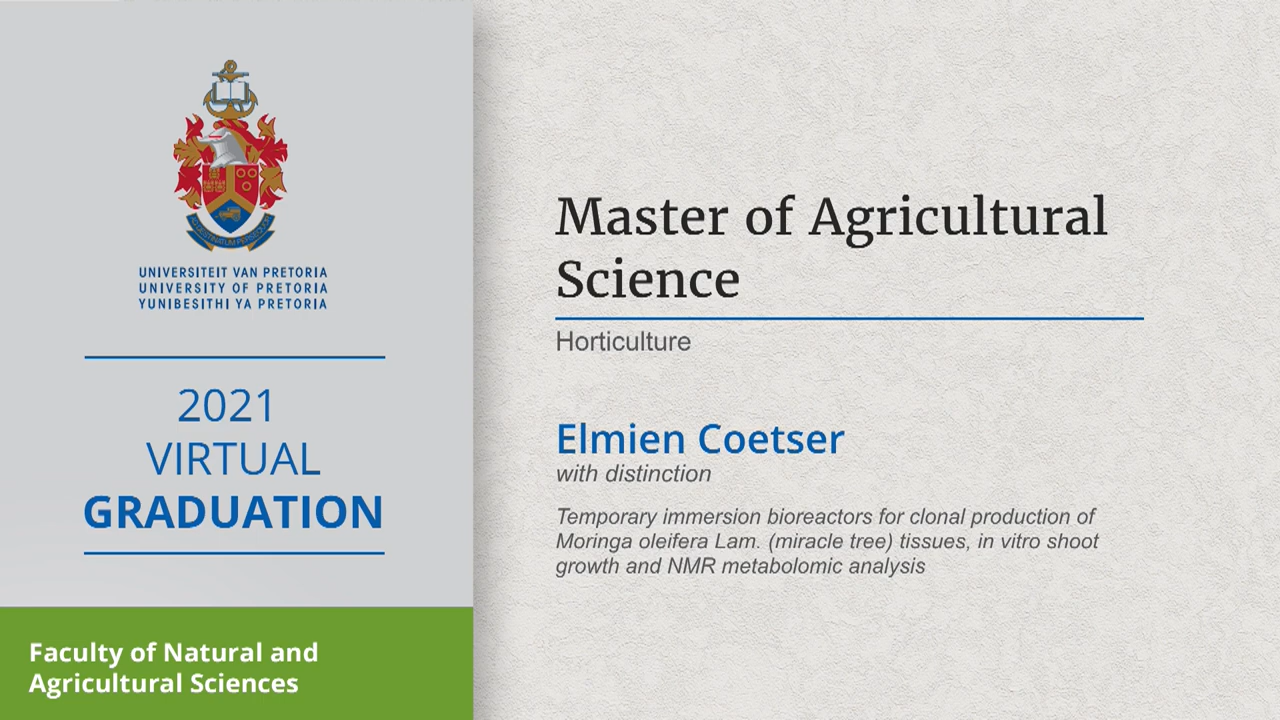 UNIVERSITEIT VAN PRETORIA
UNIVERSITY OF PRETORIA
YUNIBESITHI YA PRETORIA
2021
VIRTUAL
GRADUATION
Faculty of Natural and
Agricultural Sciences
Master of Agricultural
Science
Horticulture
Elmien Coetser
with distinction
Temporary immersion bioreactors for clonal production of
Moringa oleifera Lam. (miracle tree) tissues, in vitro shoot
growth and NMR metabolomic analysis